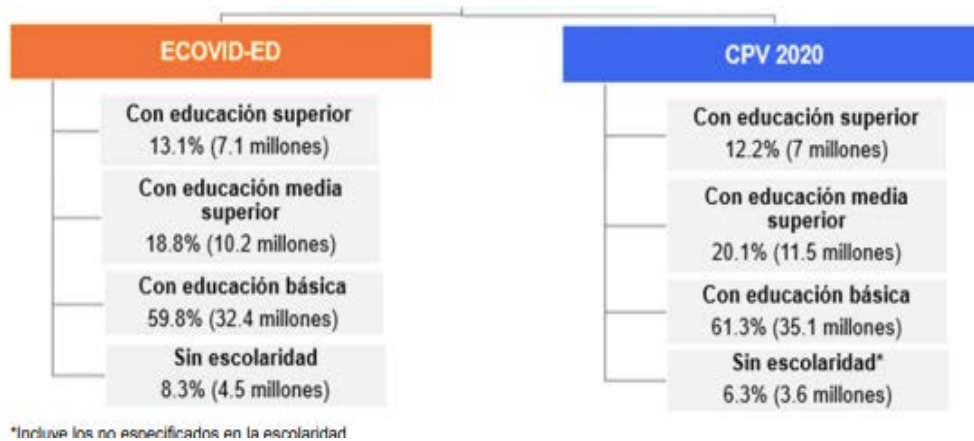 ECOVID-ED
Con educación superior
13.1% (7.1 millones)
Con educación media
superior
18.8% (10.2 millones)
Con educación básica
59.8% (32.4 millones)
Sin escolaridad
8.3% (4.5 millones)
CPV 2020
Con educación superior
12.2% (7 millones)
Con educación media
superior
20.1% (11.5 millones)
Con educación básica
61.3% (35.1 millones)
Sin escolaridad*
6.3% (3.6 millones)
*Incluye los no especificados en la escolaridad